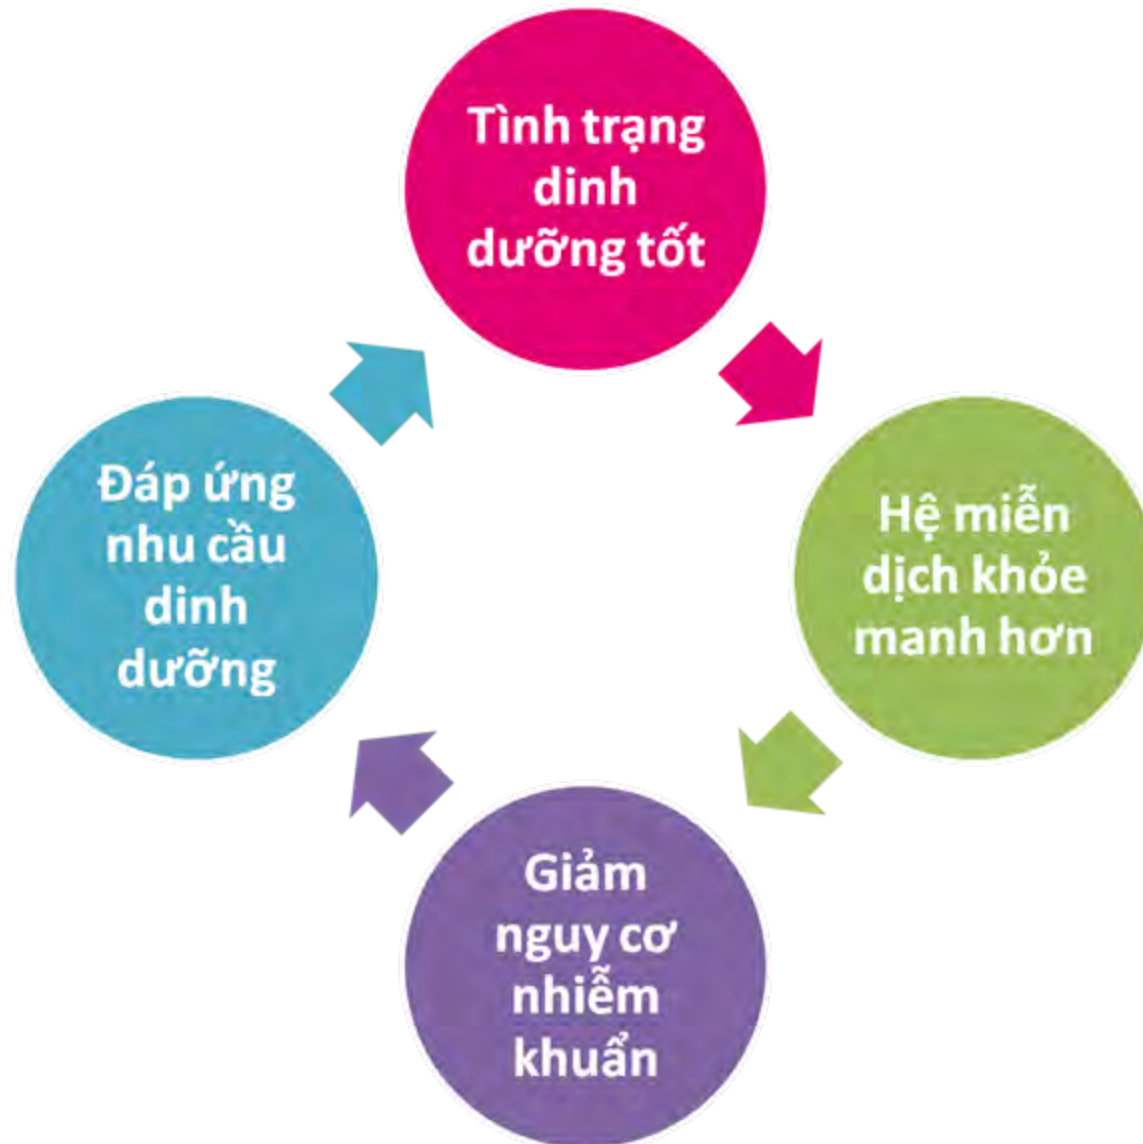 Tình trạng
dinh
dưỡng tốt
Hệ miễn
dịch khỏe
manh hơn
Giảm
nguy cơ
nhiễm
khuẩn
Đáp ứng
nhu cầu
dinh
dưỡng